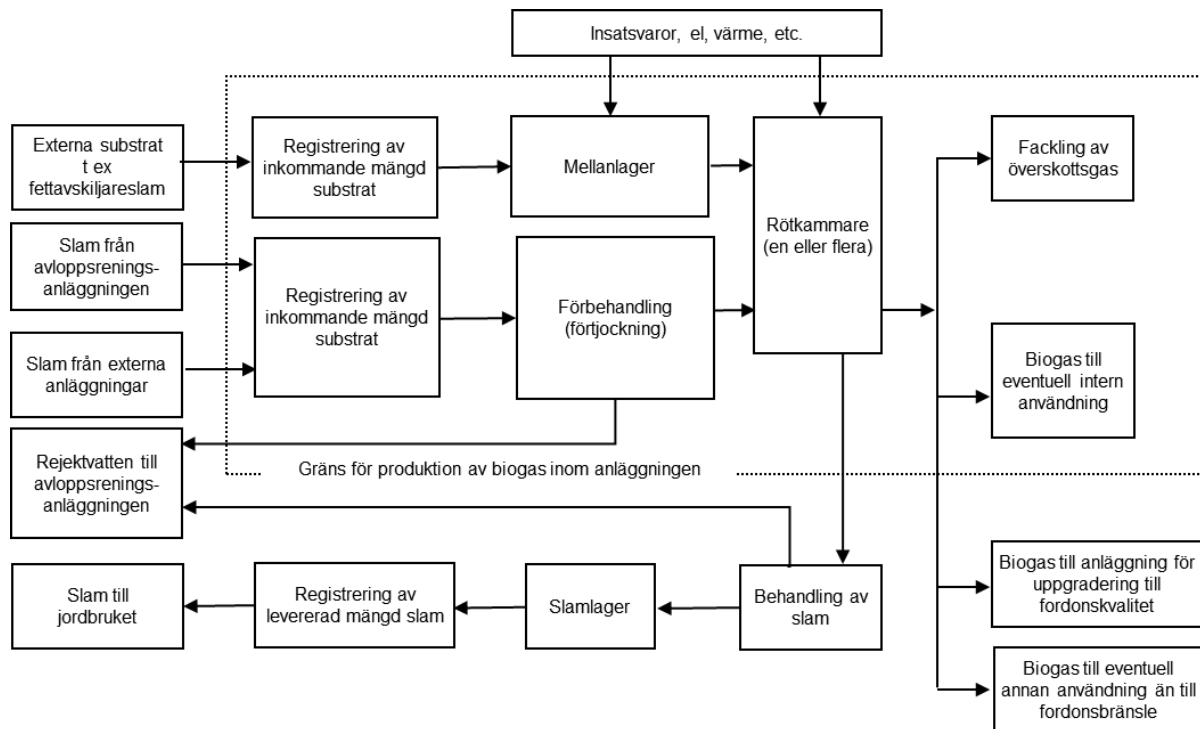 Insatsvaror, el, värme, etc.
Externa substrat
t ex
fettavskiljareslam
Registrering av
inkommande mängd
substrat
Mellanlager
Rötkammare
(en eller flera)
Fackling av
överskottsgas
Slam från
avloppsrenings-
anläggningen
Registrering av
inkommande mängd
substrat
Förbehandling
(förtjockning)
Slam från externa
anläggningar
Biogas till
eventuell intern
användning
Rejektvatten till
avloppsrenings-
anläggningen
Gräns för produktion av biogas inom anläggningen
Slam till
jordbruket
Registrering av
levererad mängd slam
Slamlager
Behandling av
slam
Biogas till anläggning för
uppgradering till
fordonskvalitet
Biogas till eventuell
annan användning än till
fordonsbränsle